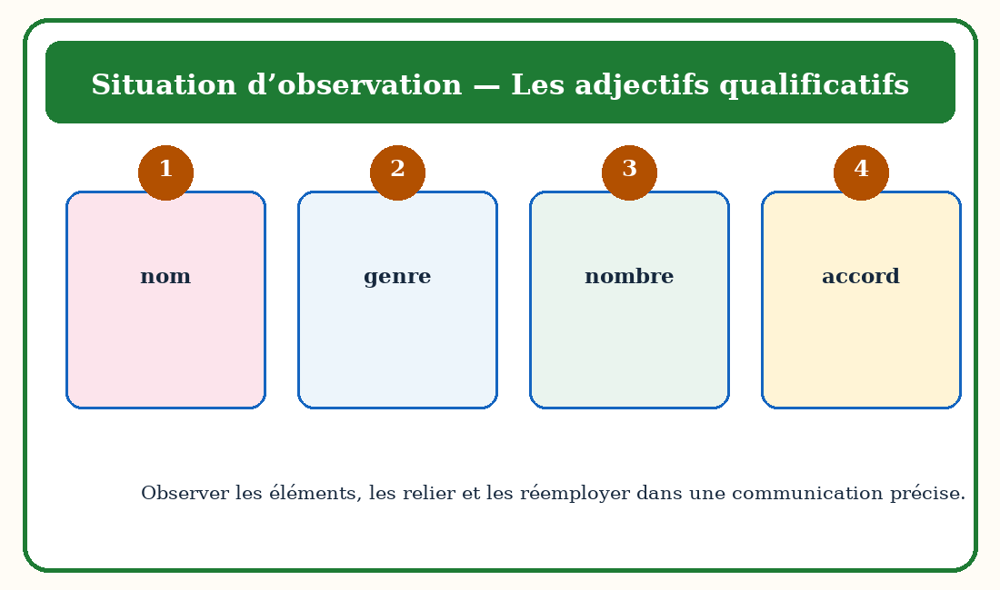 Situation d’observation — Les adjectifs qualificatifs
1
2
3
4
nom
genre
nombre
accord
Observer les éléments, les relier et les réemployer dans une communication précise.